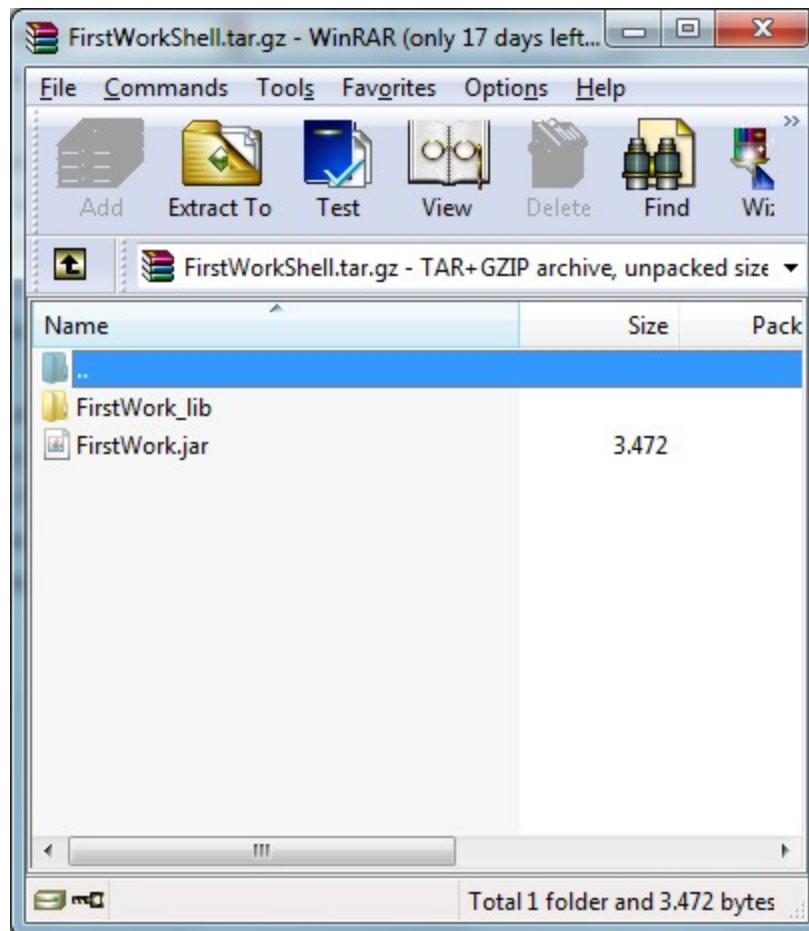 FirstWorkShell.tar.gz - WinRAR (only 17 days left...
File Commands Tools Favorites Options Help
Add Extract To Test View Delete Find Wiz
FirstWorkShell.tar.gz - TAR+GZIP archive, unpacked size
Name Size Pack
..
FirstWork_lib
FirstWork.jar 3.472
Total 1 folder and 3.472 bytes